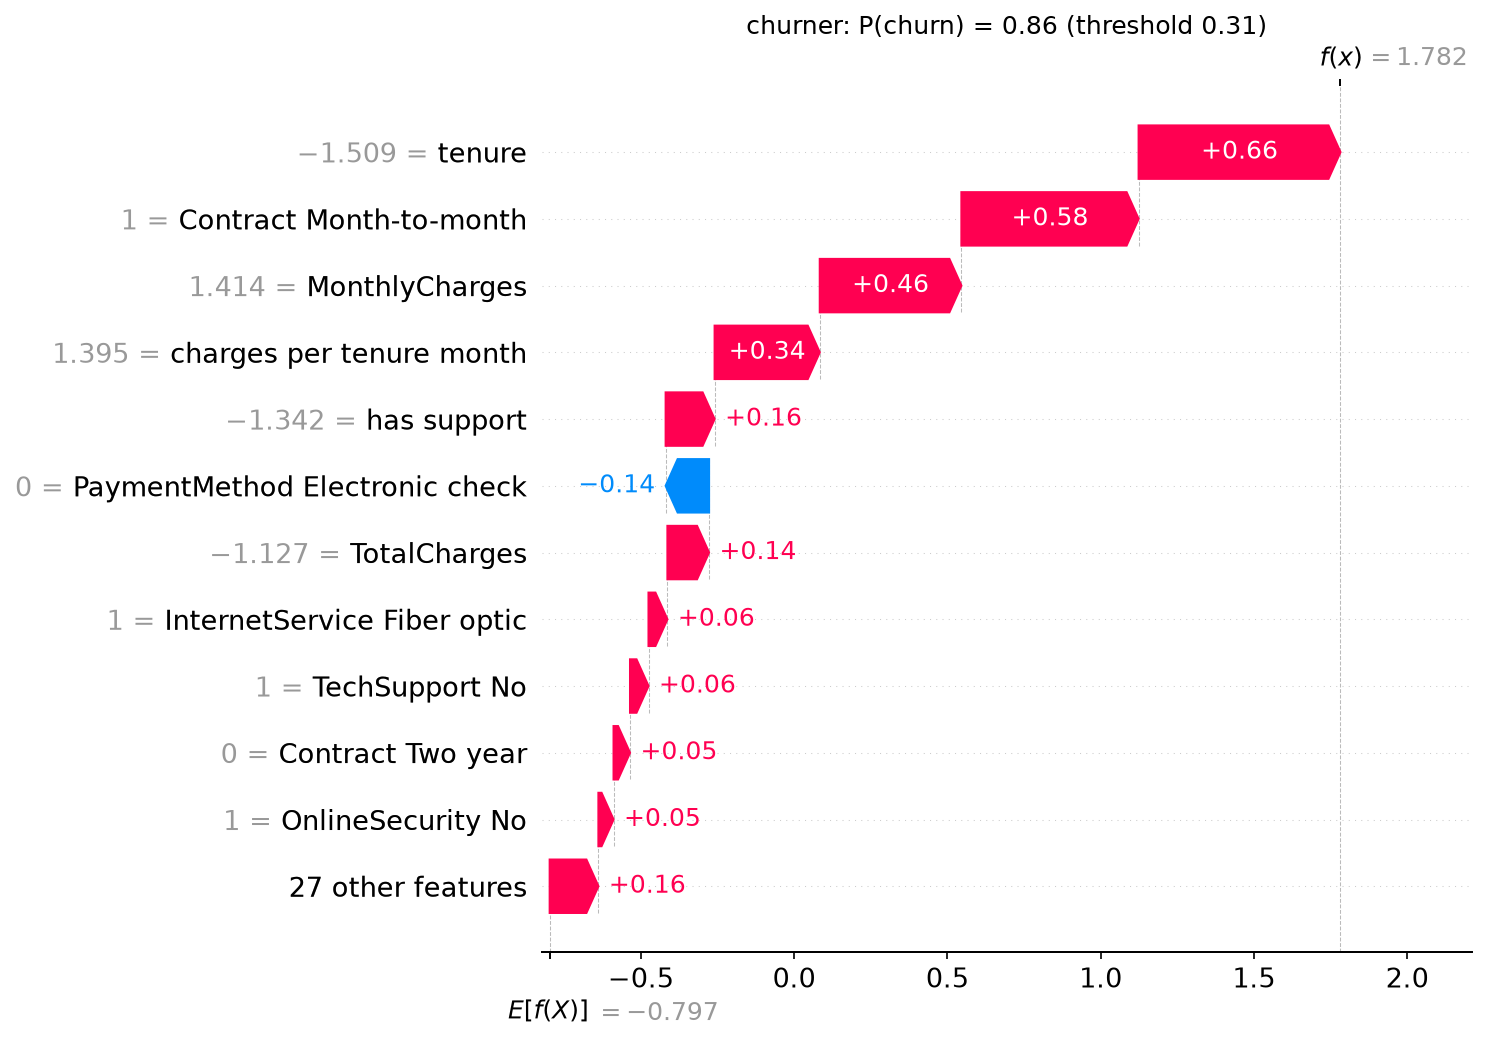 churner: P(churn) = 0.86 (threshold 0.31)
f(x) = 1.782
−1.509 = tenure +0.66
1 = Contract Month-to-month +0.58
1.414 = MonthlyCharges +0.46
1.395 = charges per tenure month +0.34
−1.342 = has support +0.16
0 = PaymentMethod Electronic check −0.14
−1.127 = TotalCharges +0.14
1 = InternetService Fiber optic +0.06
1 = TechSupport No +0.06
0 = Contract Two year +0.05
1 = OnlineSecurity No +0.05
27 other features +0.16
−0.5 0.0 0.5 1.0 1.5 2.0
E[f(X)] = −0.797